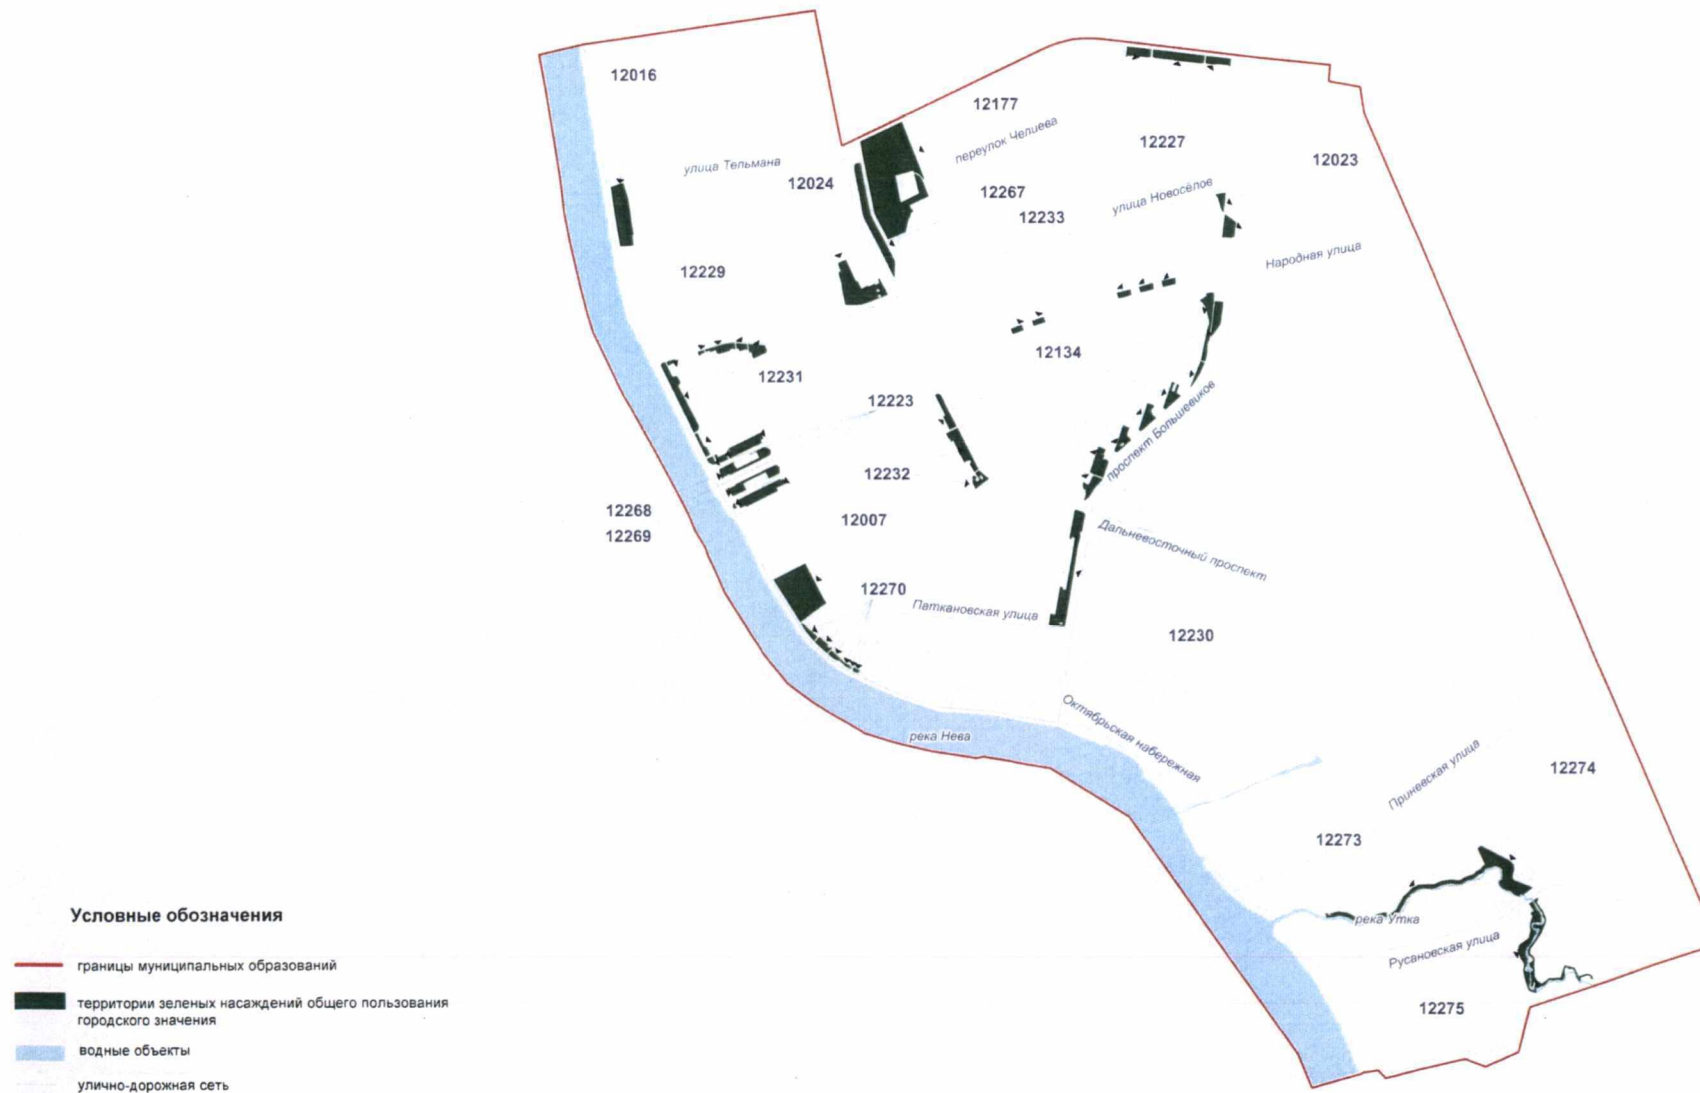 12016
12177
12227
12023
улица Тельмана
12024
переулок Челиева
12267
12233
улица Новосёлов
Народная улица
12229
12134
12231
12223
проспект Большевиков
12232
12268
12269
12007
Дальневосточный проспект
12270
Паткановская улица
12230
река Нева
Октябрьская набережная
Приневская улица
12274
12273
река Утка
Русановская улица
12275
Условные обозначения
границы муниципальных образований
территории зеленых насаждений общего пользования
городского значения
водные объекты
улично-дорожная сеть